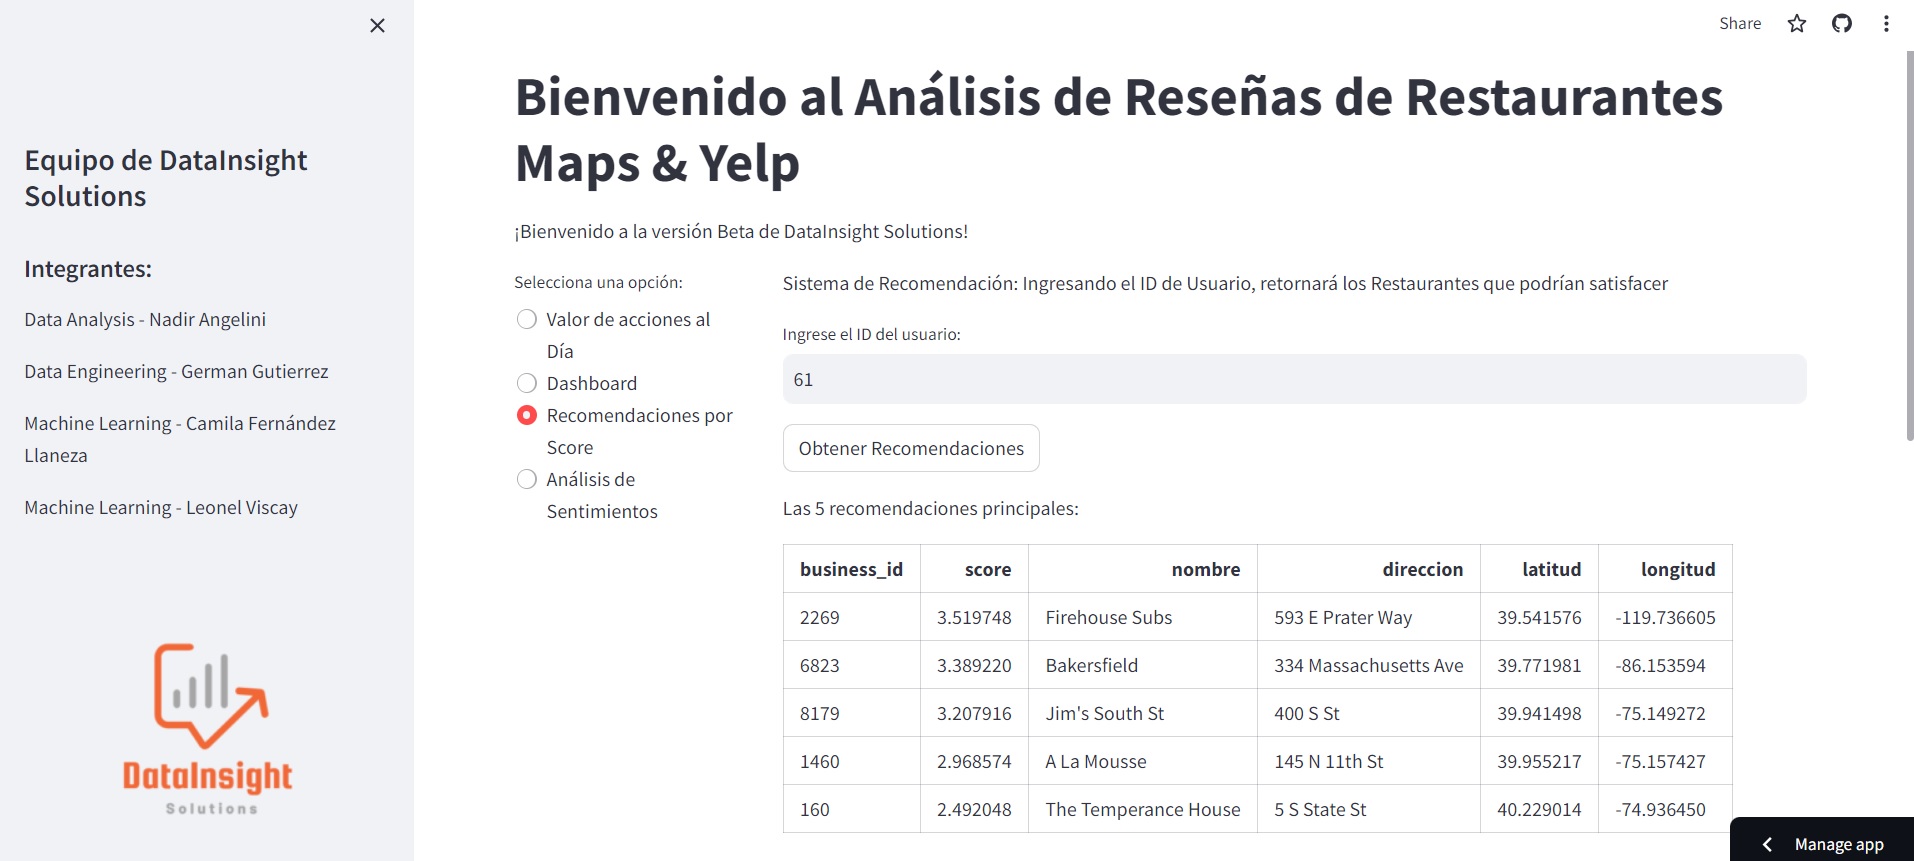 Share
Bienvenido al Análisis de Reseñas de Restaurantes
Maps & Yelp
¡Bienvenido a la versión Beta de DataInsight Solutions!
Equipo de DataInsight
Solutions
Integrantes:
Data Analysis - Nadir Angelini
Data Engineering - German Gutierrez
Machine Learning - Camila Fernández
Llaneza
Machine Learning - Leonel Viscay
DataInsight
Solutions
Selecciona una opción:
Valor de acciones al
Día
Dashboard
Recomendaciones por
Score
Análisis de
Sentimientos
Sistema de Recomendación: Ingresando el ID de Usuario, retornará los Restaurantes que podrían satisfacer
Ingrese el ID del usuario:
61
Obtener Recomendaciones
Las 5 recomendaciones principales:
business_id score nombre direccion latitud longitud
2269 3.519748 Firehouse Subs 593 E Prater Way 39.541576 -119.736605
6823 3.389220 Bakersfield 334 Massachusetts Ave 39.771981 -86.153594
8179 3.207916 Jim's South St 400 S St 39.941498 -75.149272
1460 2.968574 A La Mousse 145 N 11th St 39.955217 -75.157427
160 2.492048 The Temperance House 5 S State St 40.229014 -74.936450
Manage app